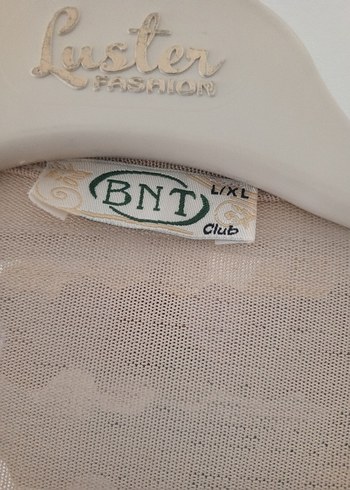 Luster
FASHION
L/XL
BNT
Club